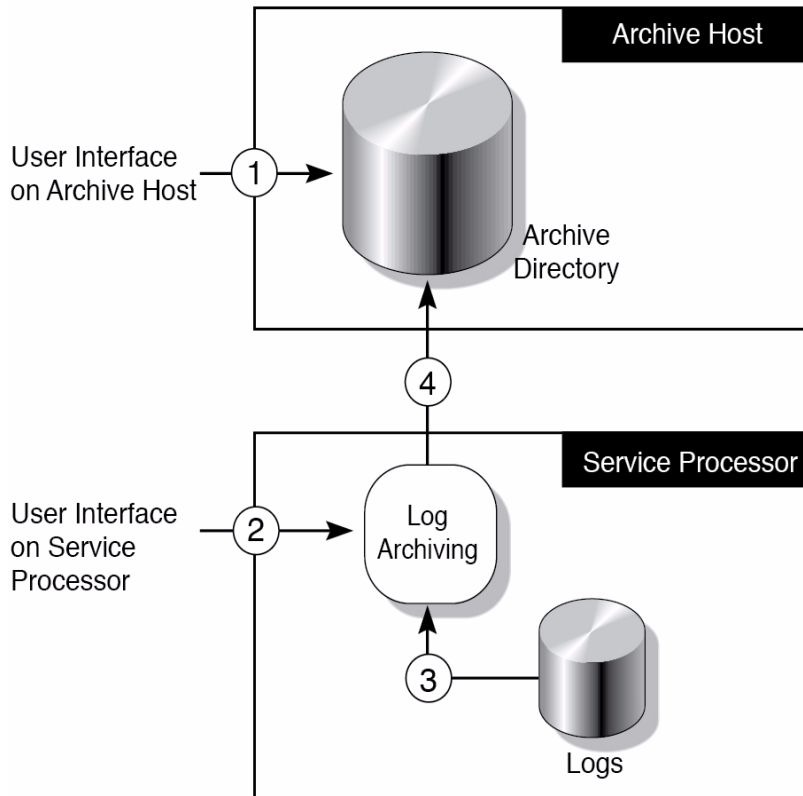 Archive Host
User Interface
on Archive Host
1
Archive
Directory
4
Service Processor
User Interface
on Service
Processor
2
Log
Archiving
3
Logs